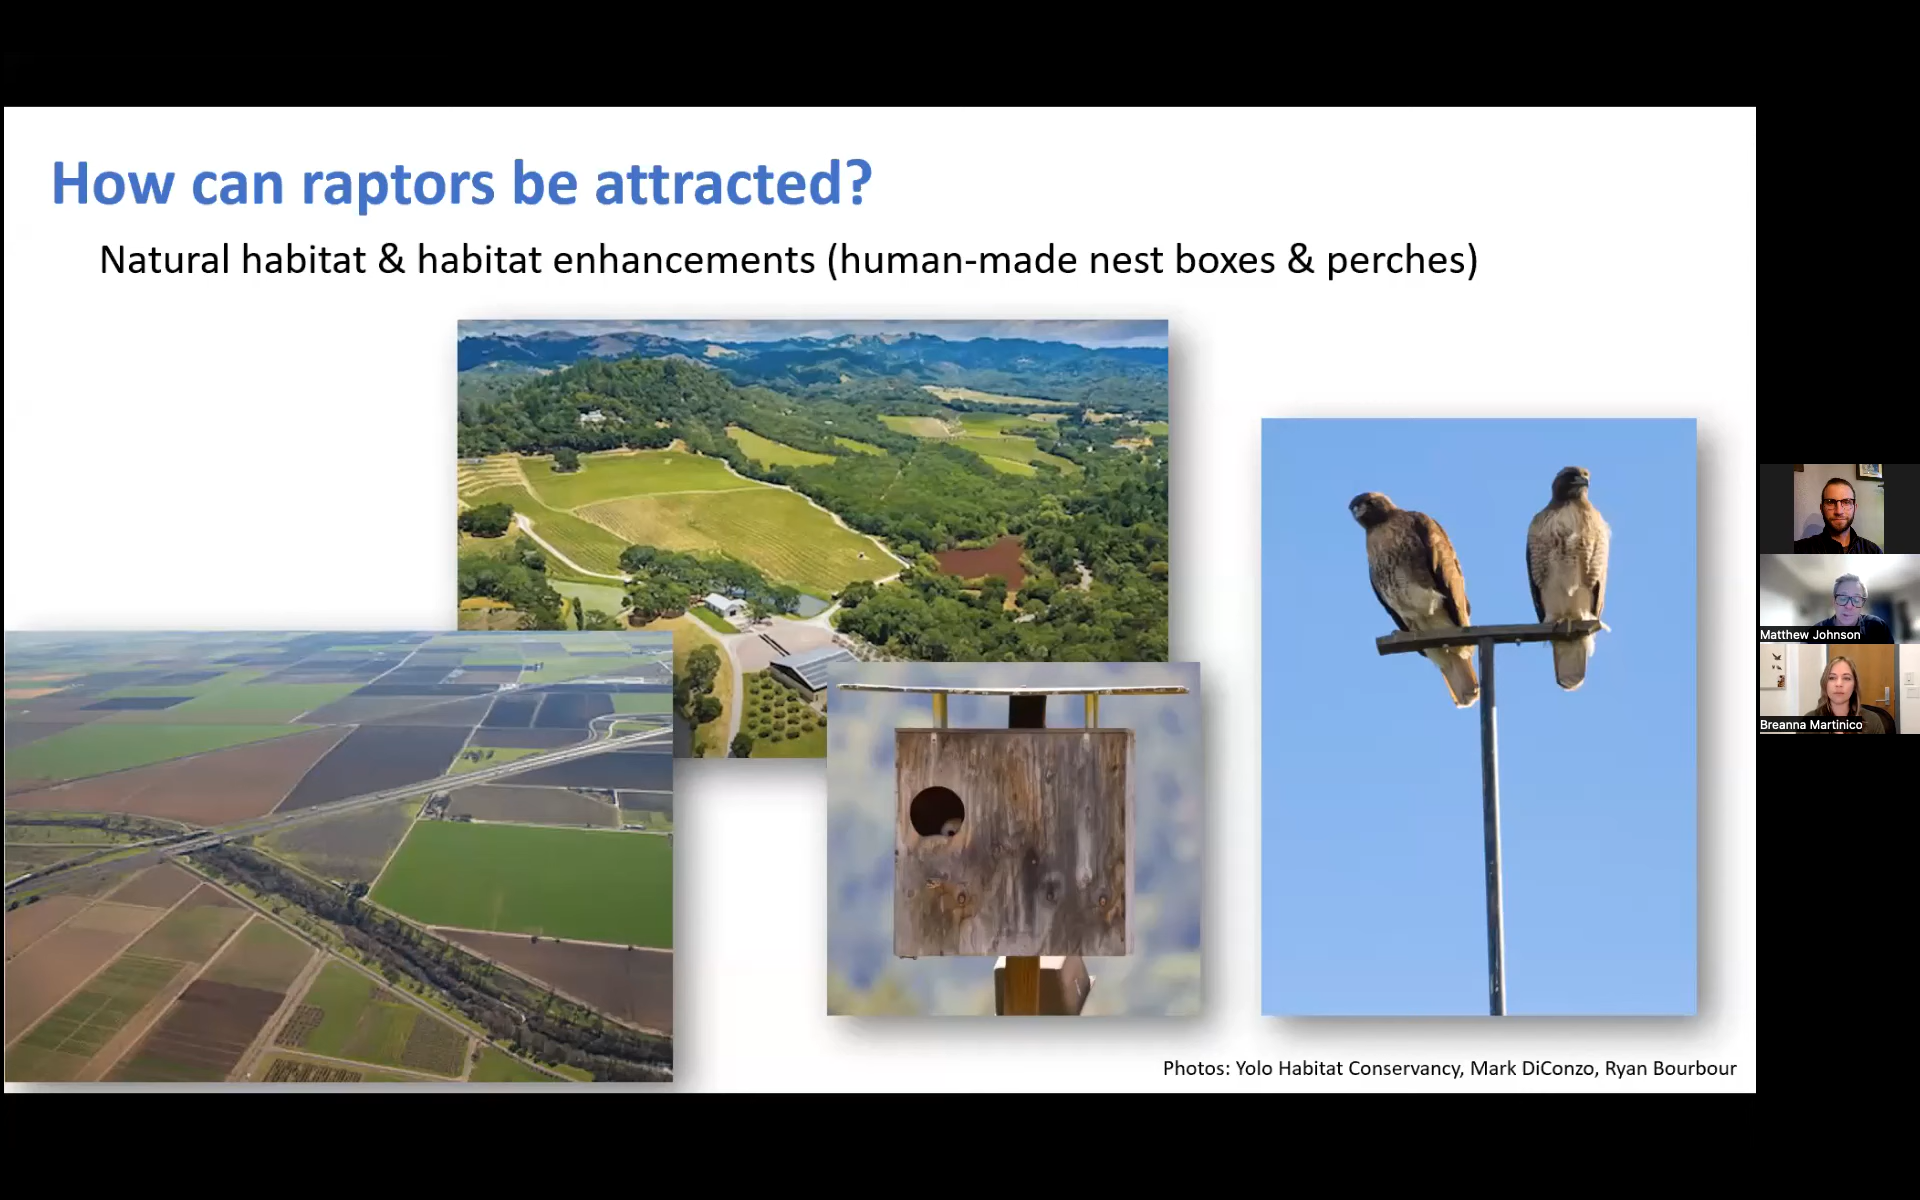 How can raptors be attracted?
Natural habitat & habitat enhancements (human-made nest boxes & perches)
Photos: Yolo Habitat Conservancy, Mark DiConzo, Ryan Bourbour
Matthew Johnson
Breanna Martinico